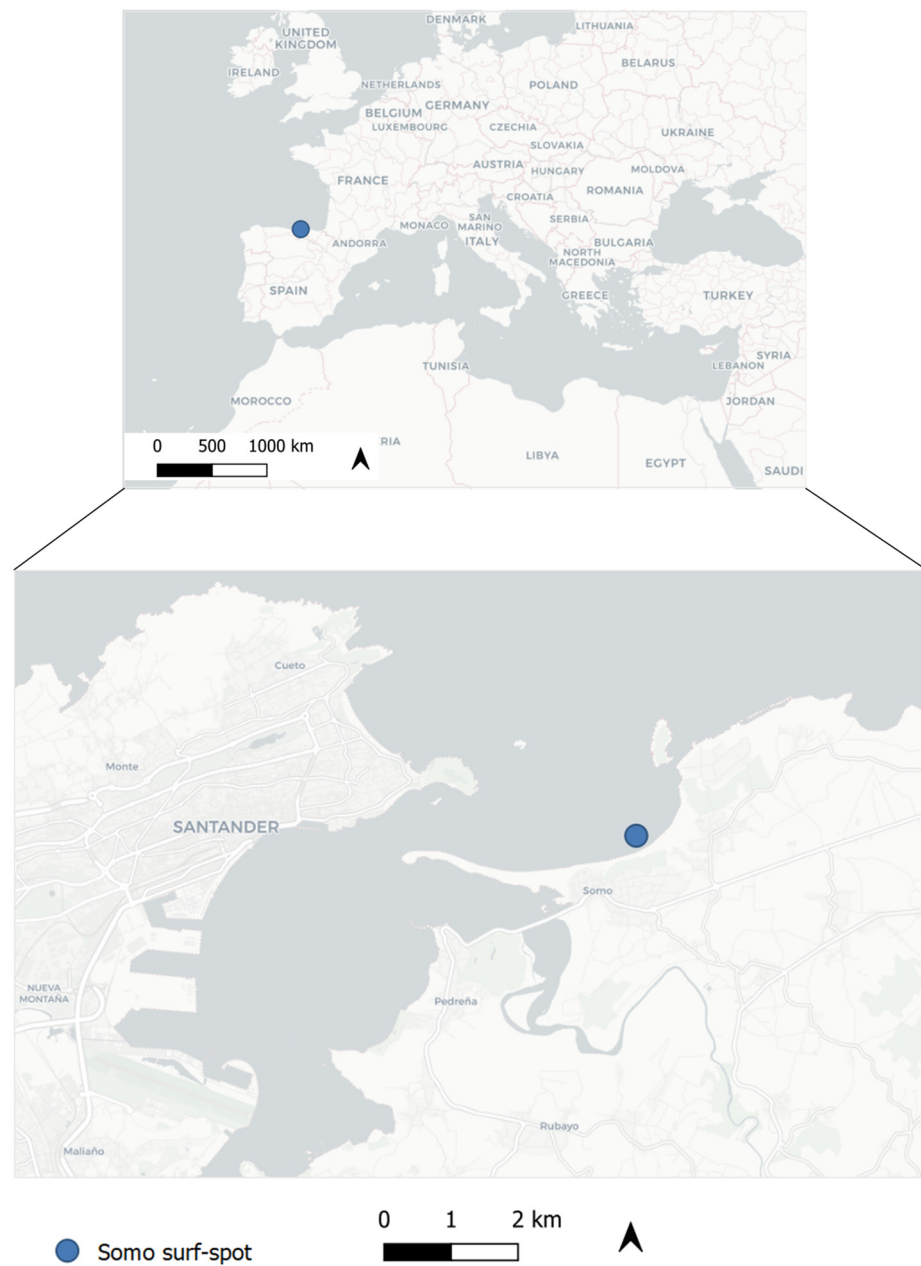 DENMARK
LITHUANIA
UNITED
KINGDOM
IRELAND
BELARUS
NETHERLANDS
POLAND
BELGIUM
GERMANY
LUXEMBOURG
CZECHIA
UKRAINE
SLOVAKIA
AUSTRIA
HUNGARY
MOLDOVA
FRANCE
ROMANIA
CROATIA
SAN
MARINO
MONACO
SERBIA
ITALY
ANDORRA
BULGARIA
NORTH
MACEDONIA
SPAIN
GREECE
TURKEY
SYRIA
TUNISIA
LEBANON
MOROCCO
JORDAN
0 500 1000 km
RIA
LIBYA
EGYPT
SAUDI
Cueto
Monte
SANTANDER
Somo
NUEVA
MONTAÑA
Pedreña
Rubayo
Maliaño
0 1 2 km
Somo surf-spot